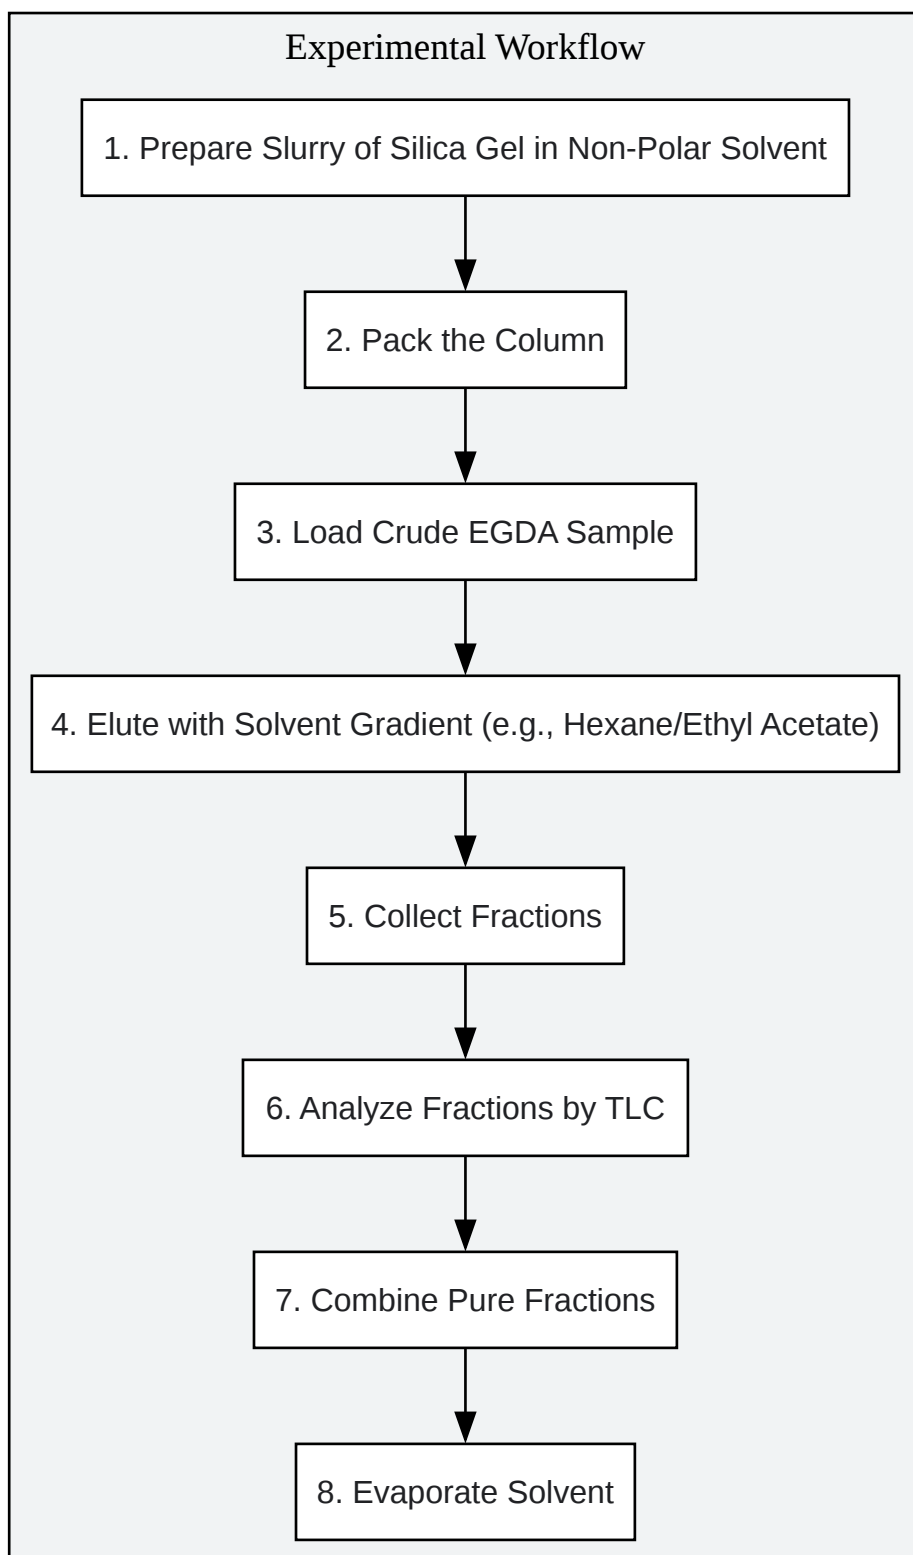 Experimental Workflow
1. Prepare Slurry of Silica Gel in Non-Polar Solvent
2. Pack the Column
3. Load Crude EGDA Sample
4. Elute with Solvent Gradient (e.g., Hexane/Ethyl Acetate)
5. Collect Fractions
6. Analyze Fractions by TLC
7. Combine Pure Fractions
8. Evaporate Solvent